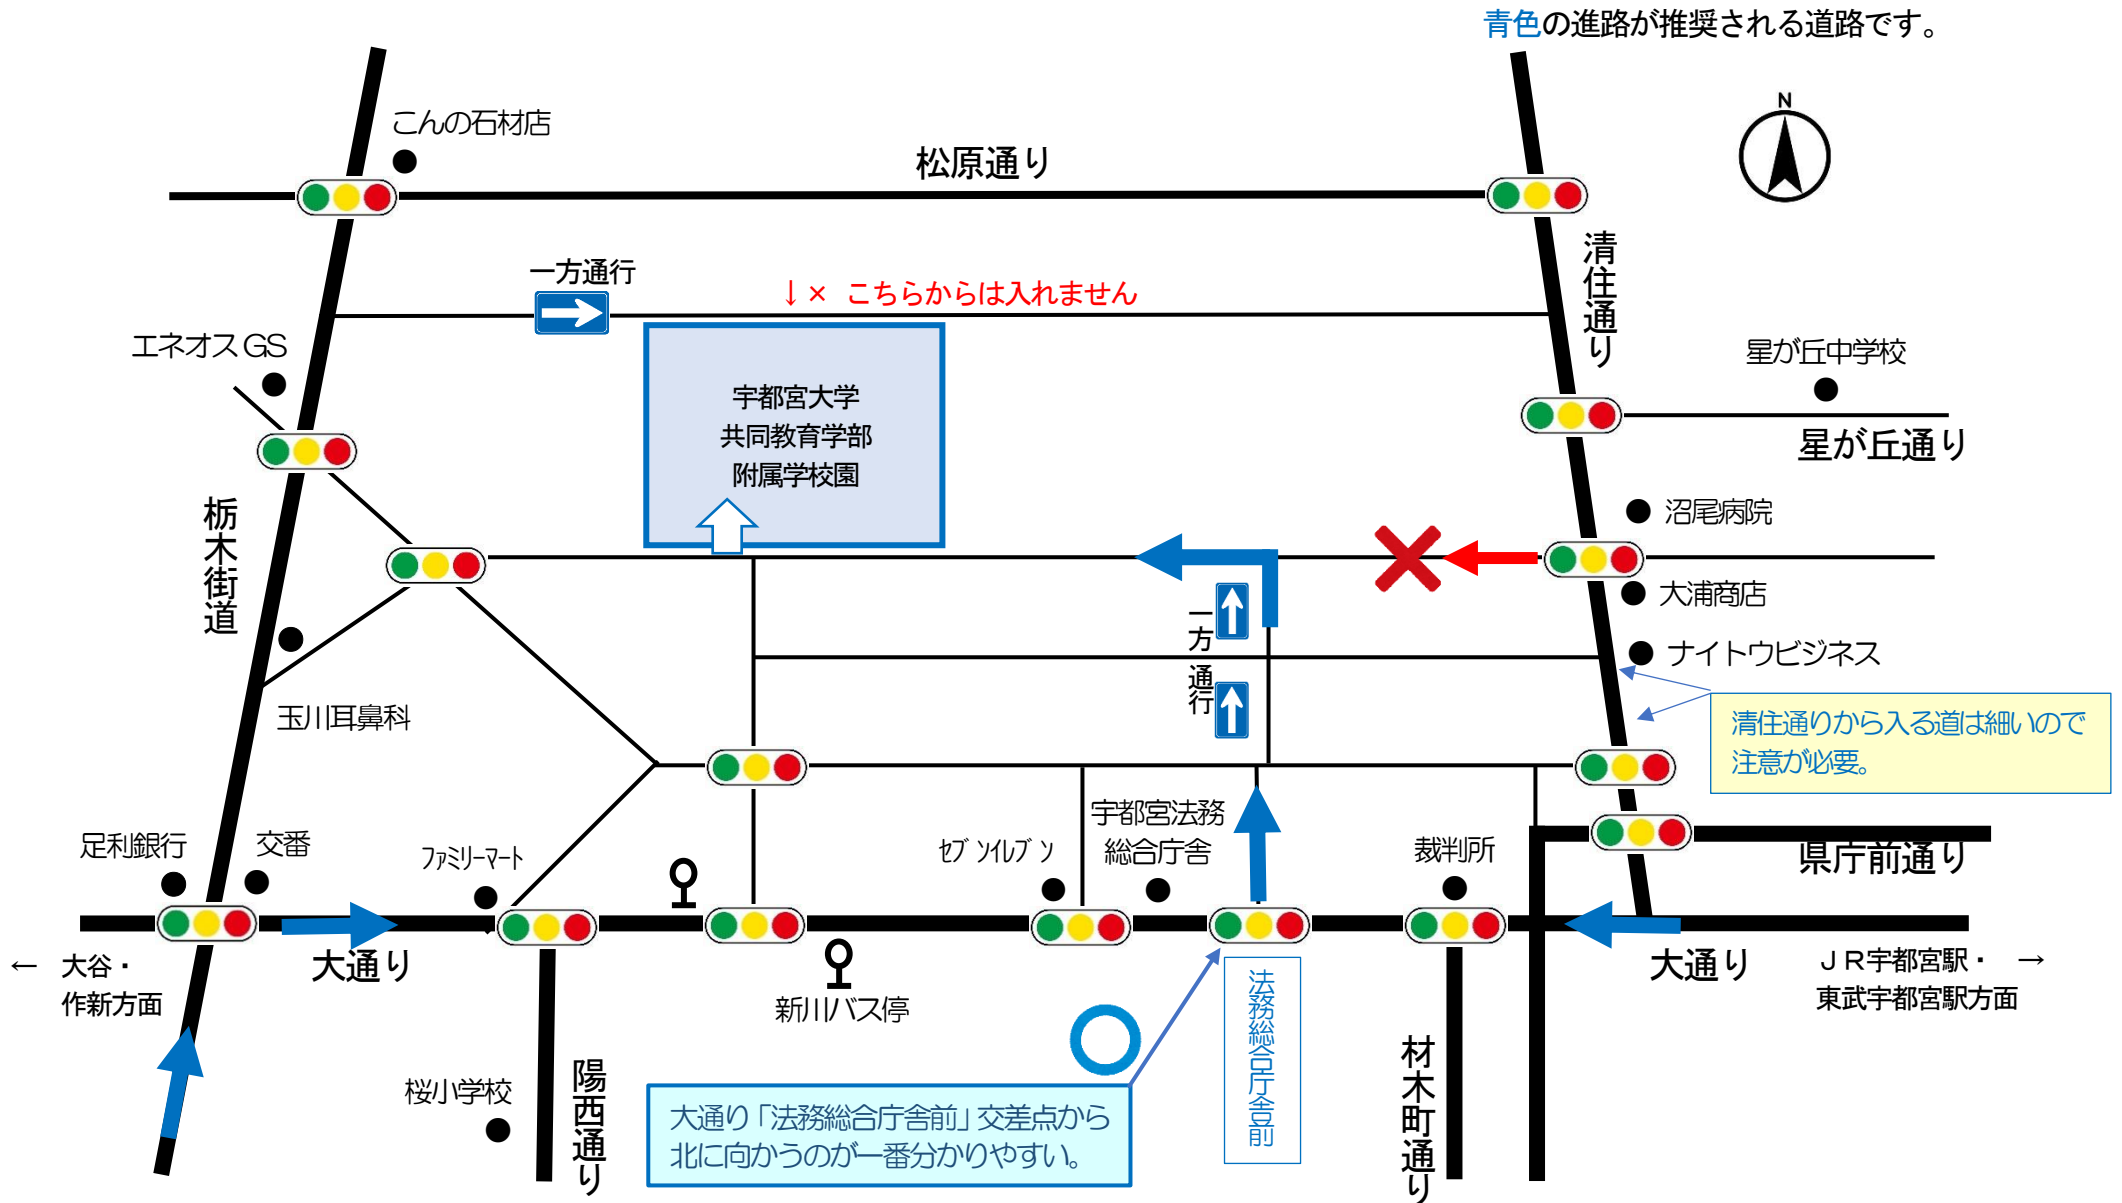 青色の進路が推奨される道路です。
N
こんの石材店
松原通り
清住通り
一方通行
↓× こちらからは入れません
エネオスGS
星が丘中学校
宇都宮大学
共同教育学部
附属学校園
星が丘通り
栃木街道
沼尾病院
大浦商店
一方通行
ナイトウビジネス
玉川耳鼻科
清住通りから入る道は細いので
注意が必要。
足利銀行
交番
ファミリーマート
セブンイレブン
宇都宮法務
総合庁舎
裁判所
県庁前通り
← 大谷・
作新方面
大通り
新川バス停
法務総合庁舎前
大通り
JR宇都宮駅・ →
東武宇都宮駅方面
桜小学校
陽西通り
大通り「法務総合庁舎前」交差点から
北に向かうのが一番分かりやすい。
材木町通り